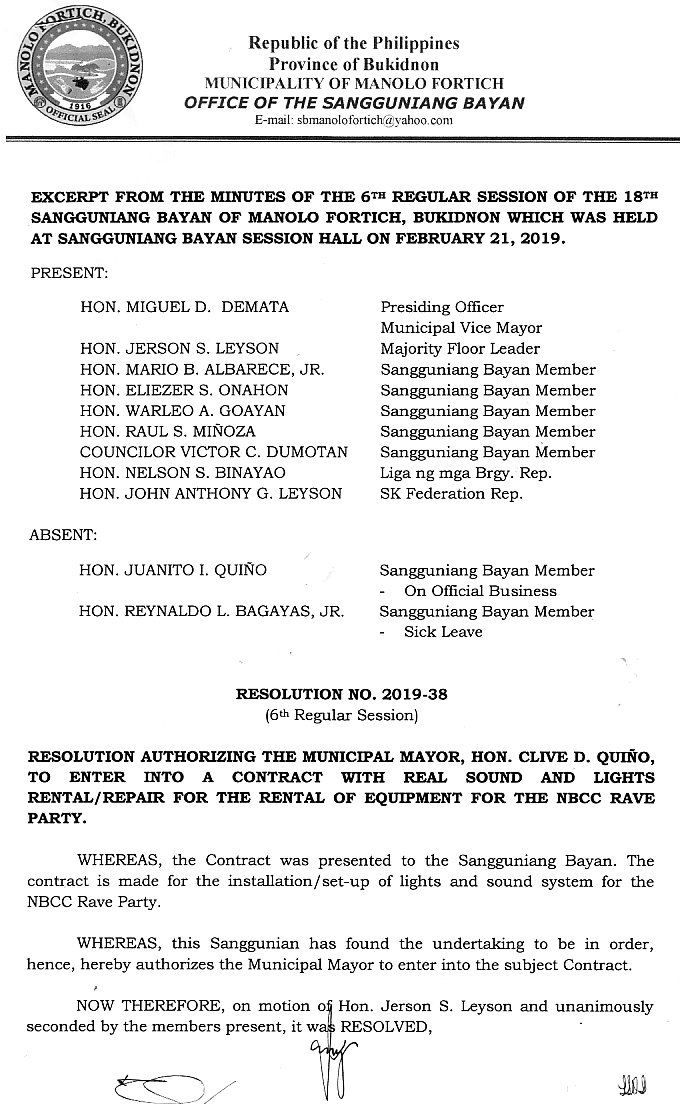 MANOLO FORTICH, BUKIDNON
1916
OFFICIAL SEAL
Republic of the Philippines
Province of Bukidnon
MUNICIPALITY OF MANOLO FORTICH
OFFICE OF THE SANGGUNIANG BAYAN
E-mail: sbmanolofortich@yahoo.com
EXCERPT FROM THE MINUTES OF THE 6TH REGULAR SESSION OF THE 18TH
SANGGUNIANG BAYAN OF MANOLO FORTICH, BUKIDNON WHICH WAS HELD
AT SANGGUNIANG BAYAN SESSION HALL ON FEBRUARY 21, 2019.
PRESENT:
HON. MIGUEL D. DEMATA Presiding Officer
Municipal Vice Mayor
HON. JERSON S. LEYSON Majority Floor Leader
HON. MARIO B. ALBARECE, JR. Sangguniang Bayan Member
HON. ELIEZER S. ONAHON Sangguniang Bayan Member
HON. WARLEO A. GOAYAN Sangguniang Bayan Member
HON. RAUL S. MIÑOZA Sangguniang Bayan Member
COUNCILOR VICTOR C. DUMOTAN Sangguniang Bayan Member
HON. NELSON S. BINAYAO Liga ng mga Brgy. Rep.
HON. JOHN ANTHONY G. LEYSON SK Federation Rep.
ABSENT:
HON. JUANITO I. QUIÑO Sangguniang Bayan Member
- On Official Business
HON. REYNALDO L. BAGAYAS, JR. Sangguniang Bayan Member
- Sick Leave
RESOLUTION NO. 2019-38
(6th Regular Session)
RESOLUTION AUTHORIZING THE MUNICIPAL MAYOR, HON. CLIVE D. QUIÑO,
TO ENTER INTO A CONTRACT WITH REAL SOUND AND LIGHTS
RENTAL/REPAIR FOR THE RENTAL OF EQUIPMENT FOR THE NBCC RAVE
PARTY.
WHEREAS, the Contract was presented to the Sangguniang Bayan. The
contract is made for the installation/set-up of lights and sound system for the
NBCC Rave Party.
WHEREAS, this Sanggunian has found the undertaking to be in order,
hence, hereby authorizes the Municipal Mayor to enter into the subject Contract.
NOW THEREFORE, on motion of Hon. Jerson S. Leyson and unanimously
seconded by the members present, it was RESOLVED,